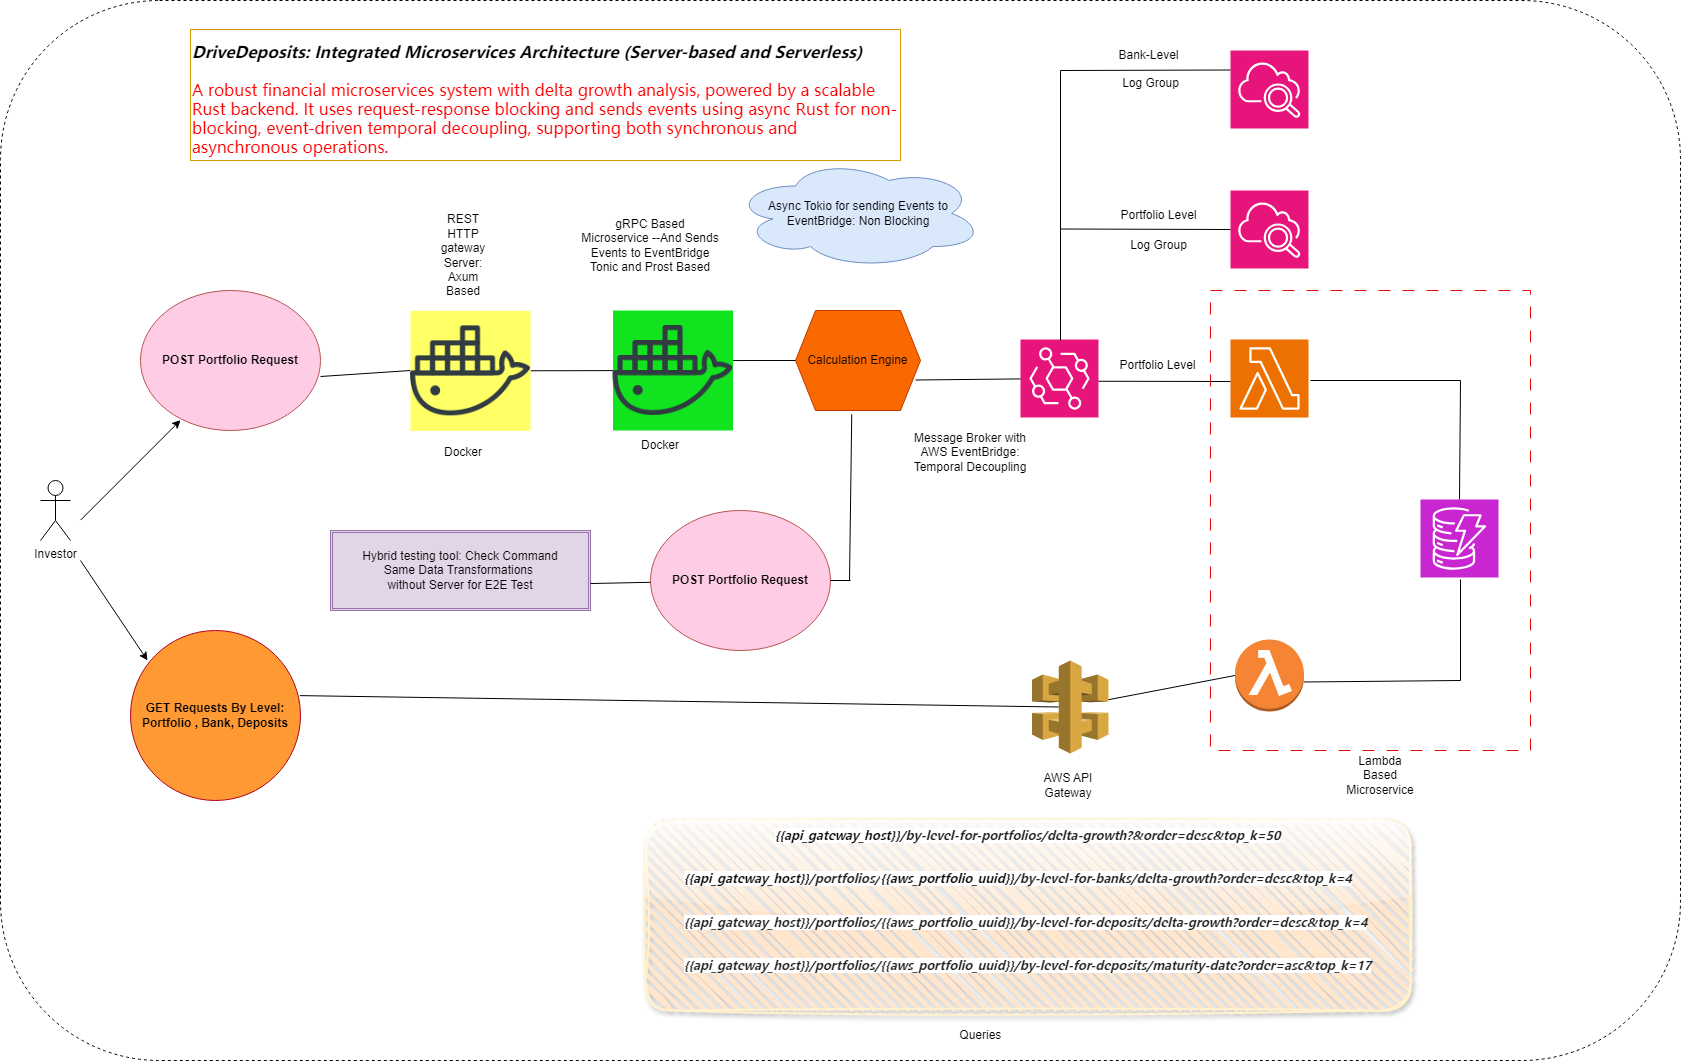 DriveDeposits: Integrated Microservices Architecture (Server-based and Serverless)
A robust financial microservices system with delta growth analysis, powered by a scalable
Rust backend. It uses request-response blocking and sends events using async Rust for non-
blocking, event-driven temporal decoupling, supporting both synchronous and
asynchronous operations.
Bank-Level
Log Group
Async Tokio for sending Events to
EventBridge: Non Blocking
Portfolio Level
Log Group
REST
HTTP
gateway
Server:
Axum
Based
gRPC Based
Microservice --And Sends
Events to EventBridge
Tonic and Prost Based
POST Portfolio Request
Calculation Engine
Portfolio Level
Docker
Docker
Message Broker with
AWS EventBridge:
Temporal Decoupling
Investor
Hybrid testing tool: Check Command
Same Data Transformations
without Server for E2E Test
POST Portfolio Request
GET Requests By Level:
Portfolio , Bank, Deposits
AWS API
Gateway
Lambda
Based
Microservice
{{api_gateway_host}}/by-level-for-portfolios/delta-growth?&order=desc&top_k=50
{{api_gateway_host}}/portfolios/{{aws_portfolio_uuid}}/by-level-for-banks/delta-growth?order=desc&top_k=4
{{api_gateway_host}}/portfolios/{{aws_portfolio_uuid}}/by-level-for-deposits/delta-growth?order=desc&top_k=4
{{api_gateway_host}}/portfolios/{{aws_portfolio_uuid}}/by-level-for-deposits/maturity-date?order=asc&top_k=17
Queries